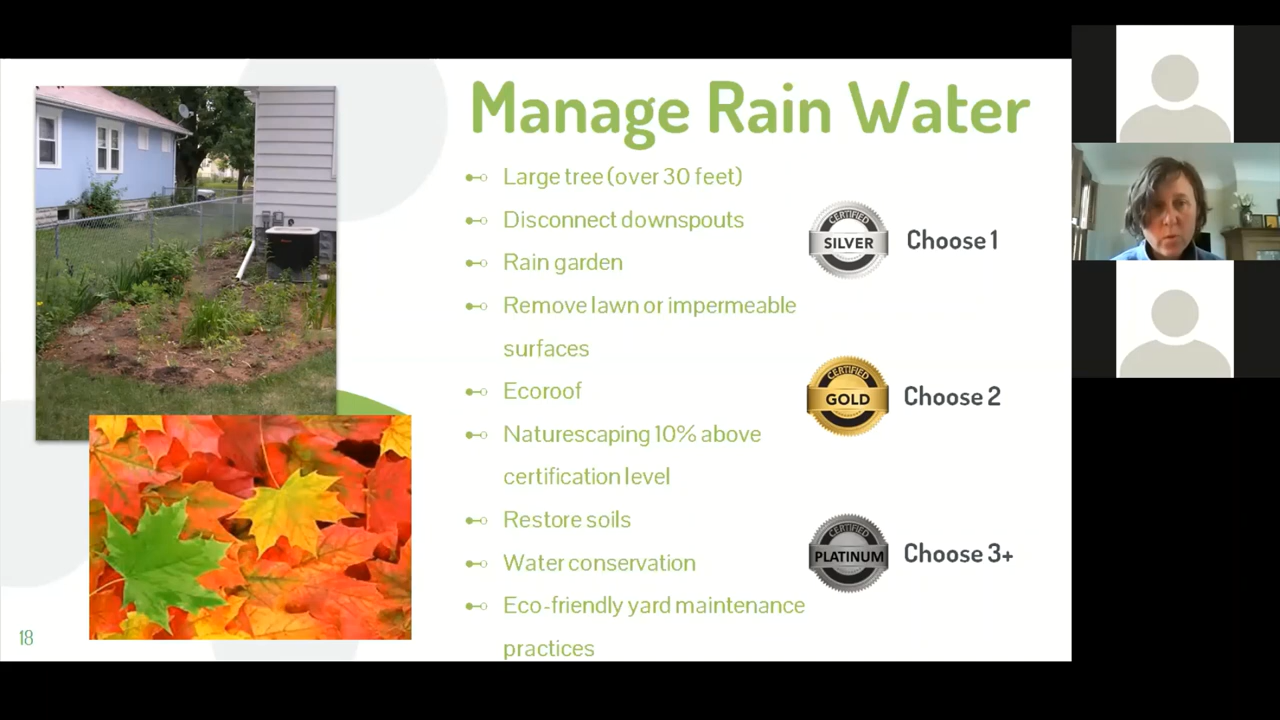 Manage Rain Water
Large tree (over 30 feet)
Disconnect downspouts
Rain garden
Remove lawn or impermeable
surfaces
Ecoroof
Naturescaping 10% above
certification level
Restore soils
Water conservation
Eco-friendly yard maintenance
practices
CERTIFIED
SILVER
Choose 1
CERTIFIED
GOLD
Choose 2
CERTIFIED
PLATINUM
Choose 3+
18